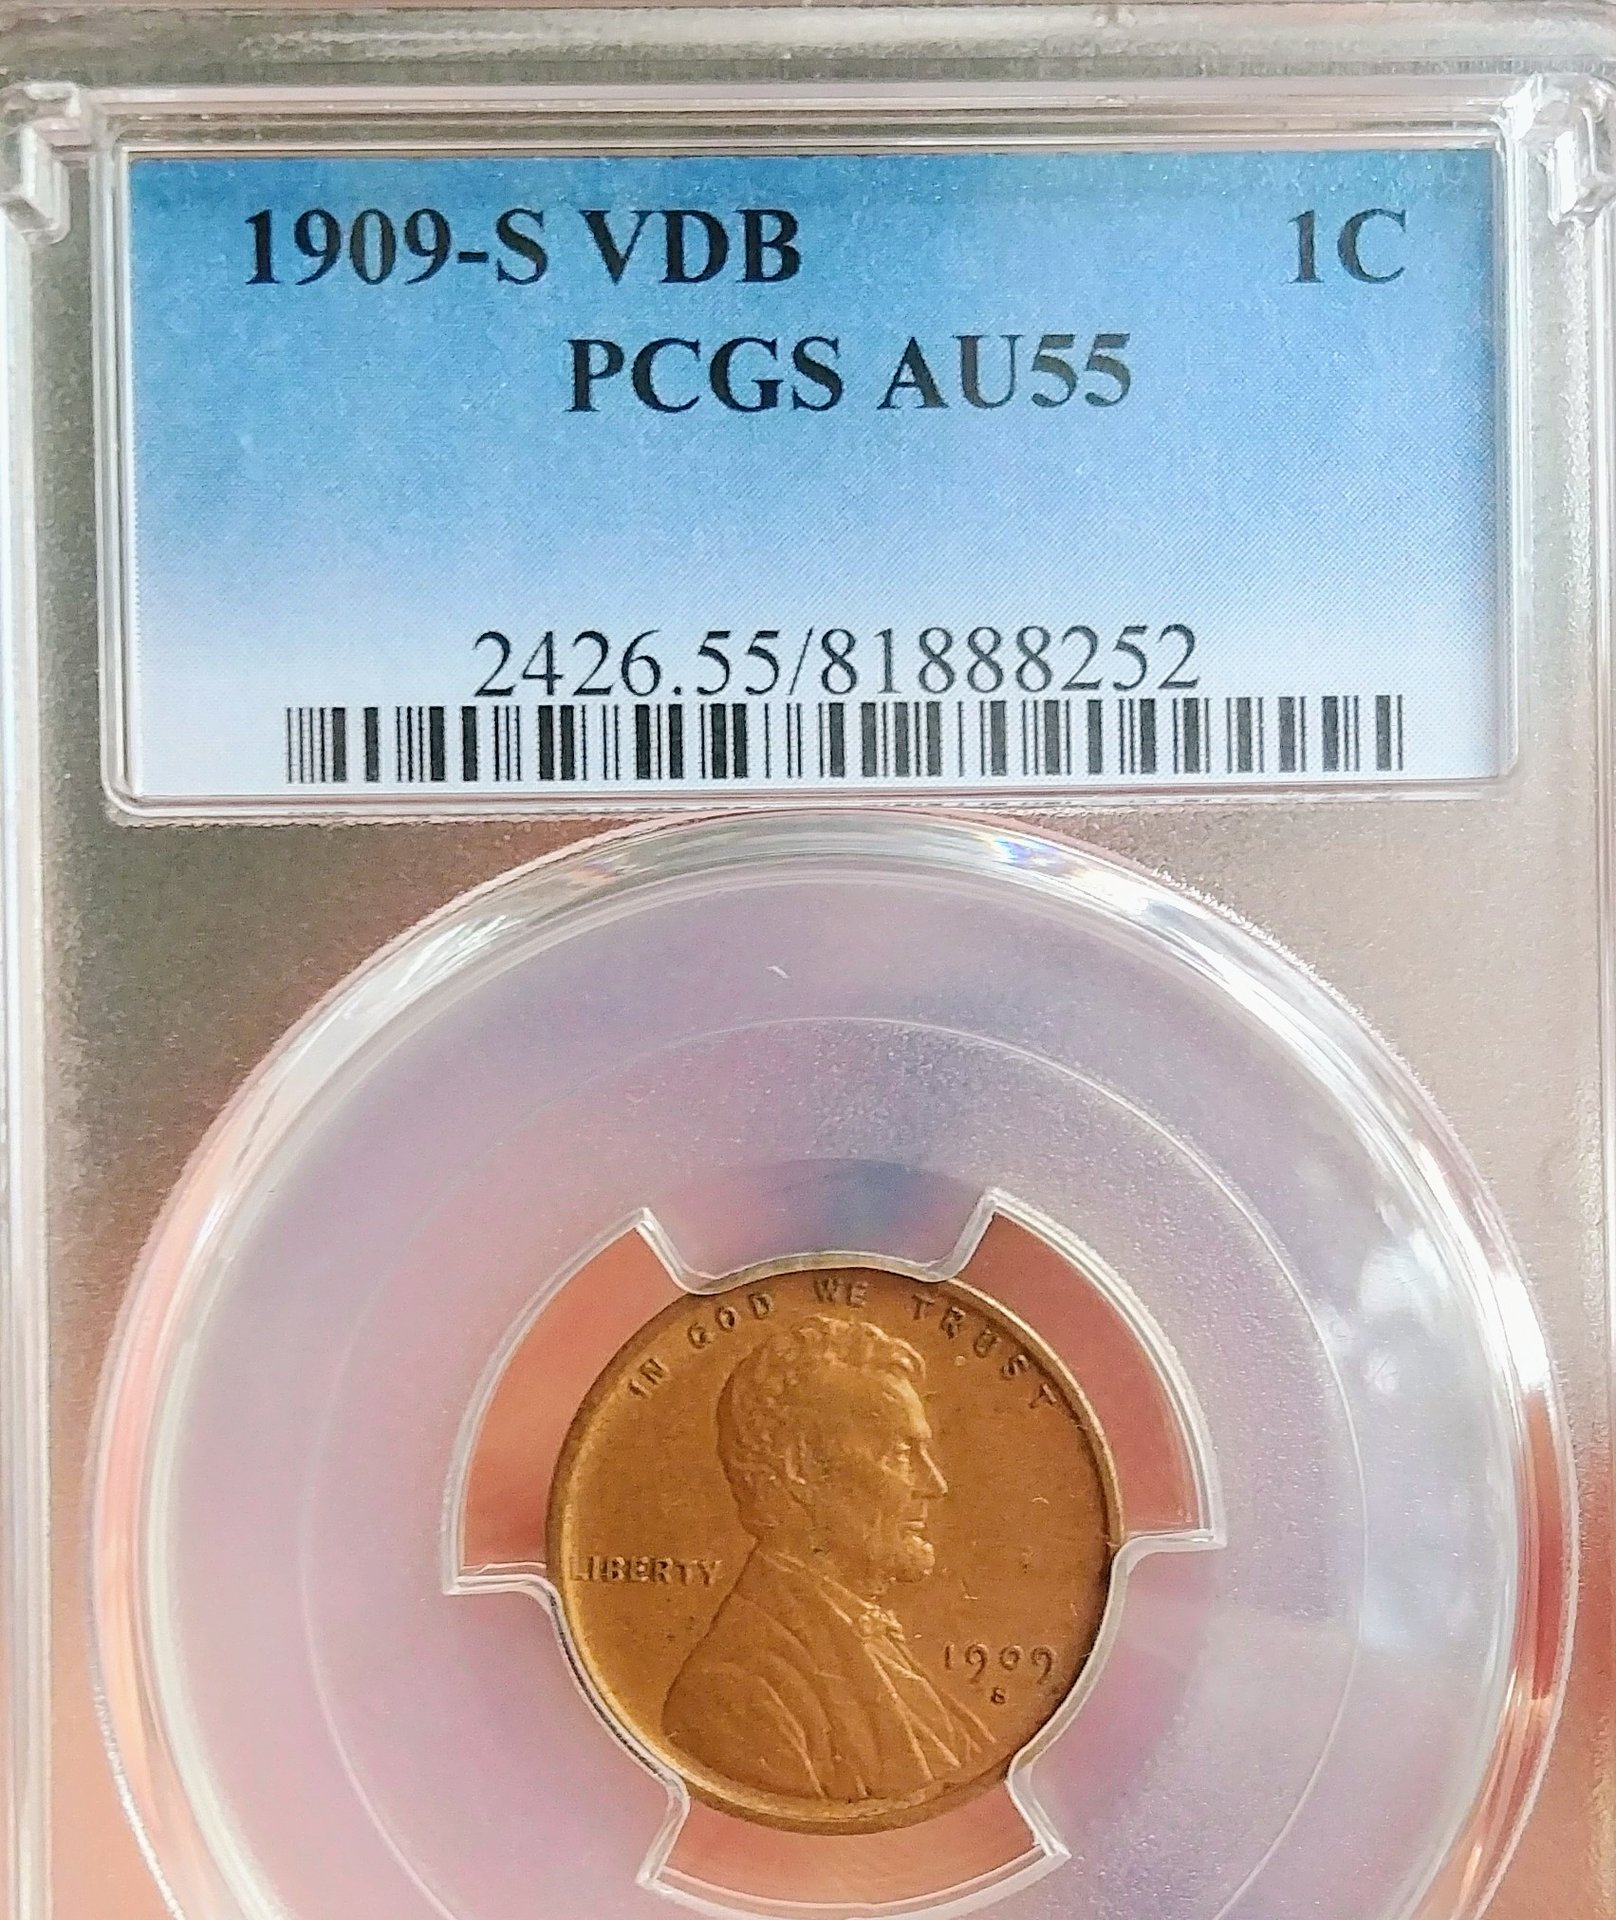 1909-S VDB 1C
PCGS AU55
2426.55/81888252
IN GOD WE TRUST
LIBERTY
1909
S